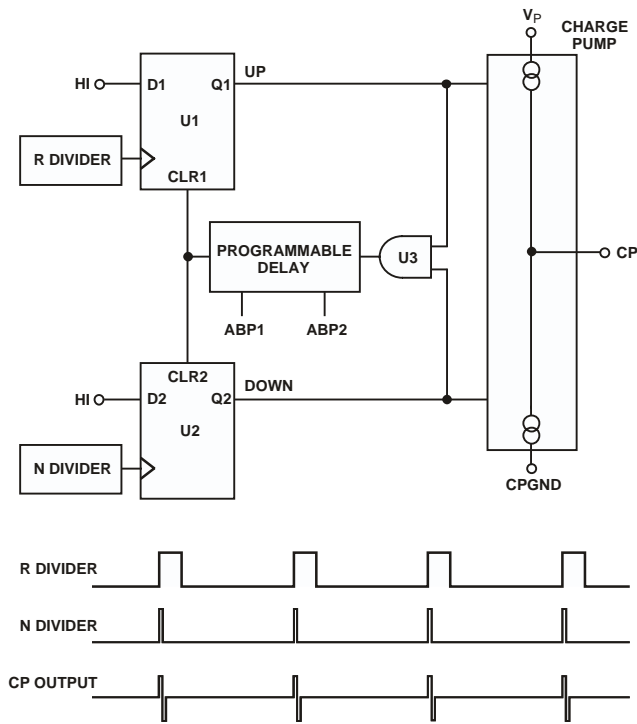 VP
CHARGE
PUMP
HI
D1
Q1
UP
U1
R DIVIDER
CLR1
PROGRAMMABLE
DELAY
U3
CP
ABP1
ABP2
CLR2
DOWN
HI
D2
Q2
U2
N DIVIDER
CPGND
R DIVIDER
N DIVIDER
CP OUTPUT